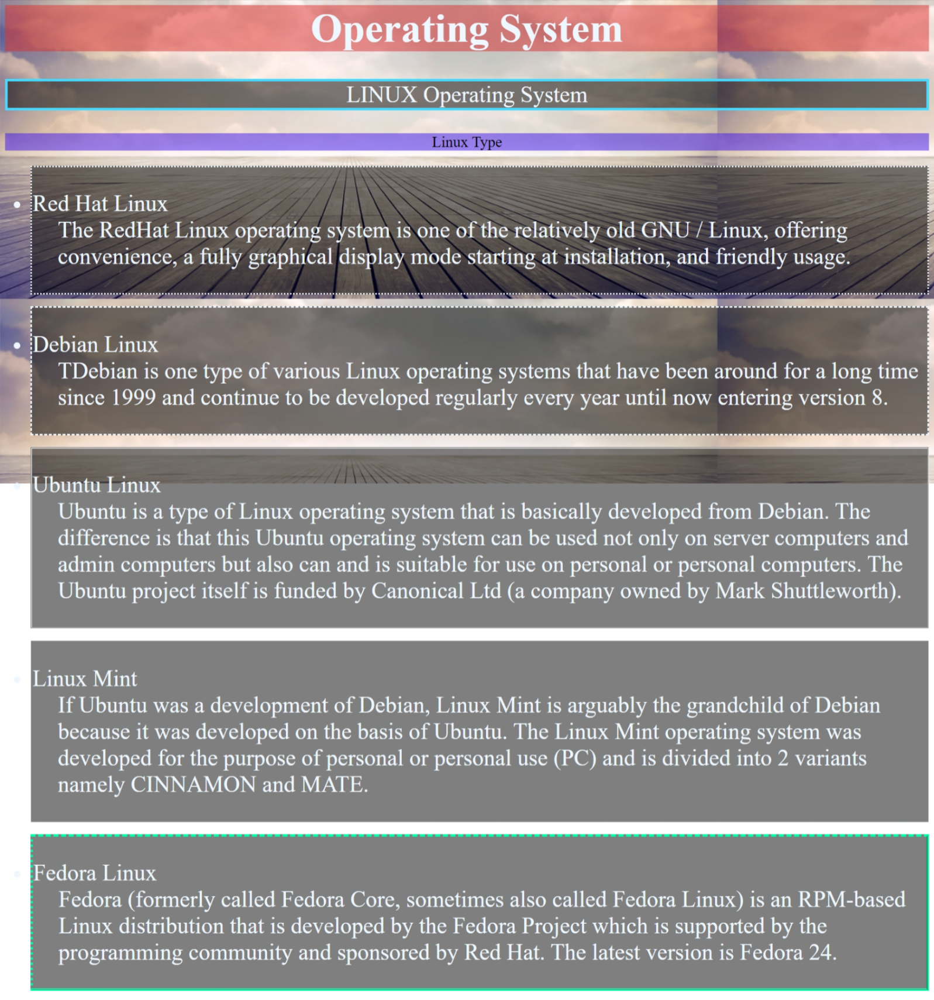 Operating System
LINUX Operating System
Linux Type
Red Hat Linux
The RedHat Linux operating system is one of the relatively old GNU / Linux, offering
convenience, a fully graphical display mode starting at installation, and friendly usage.
Debian Linux
TDebian is one type of various Linux operating systems that have been around for a long time
since 1999 and continue to be developed regularly every year until now entering version 8.
Ubuntu Linux
Ubuntu is a type of Linux operating system that is basically developed from Debian. The
difference is that this Ubuntu operating system can be used not only on server computers and
admin computers but also can and is suitable for use on personal or personal computers. The
Ubuntu project itself is funded by Canonical Ltd (a company owned by Mark Shuttleworth).
Linux Mint
If Ubuntu was a development of Debian, Linux Mint is arguably the grandchild of Debian
because it was developed on the basis of Ubuntu. The Linux Mint operating system was
developed for the purpose of personal or personal use (PC) and is divided into 2 variants
namely CINNAMON and MATE.
Fedora Linux
Fedora (formerly called Fedora Core, sometimes also called Fedora Linux) is an RPM-based
Linux distribution that is developed by the Fedora Project which is supported by the
programming community and sponsored by Red Hat. The latest version is Fedora 24.